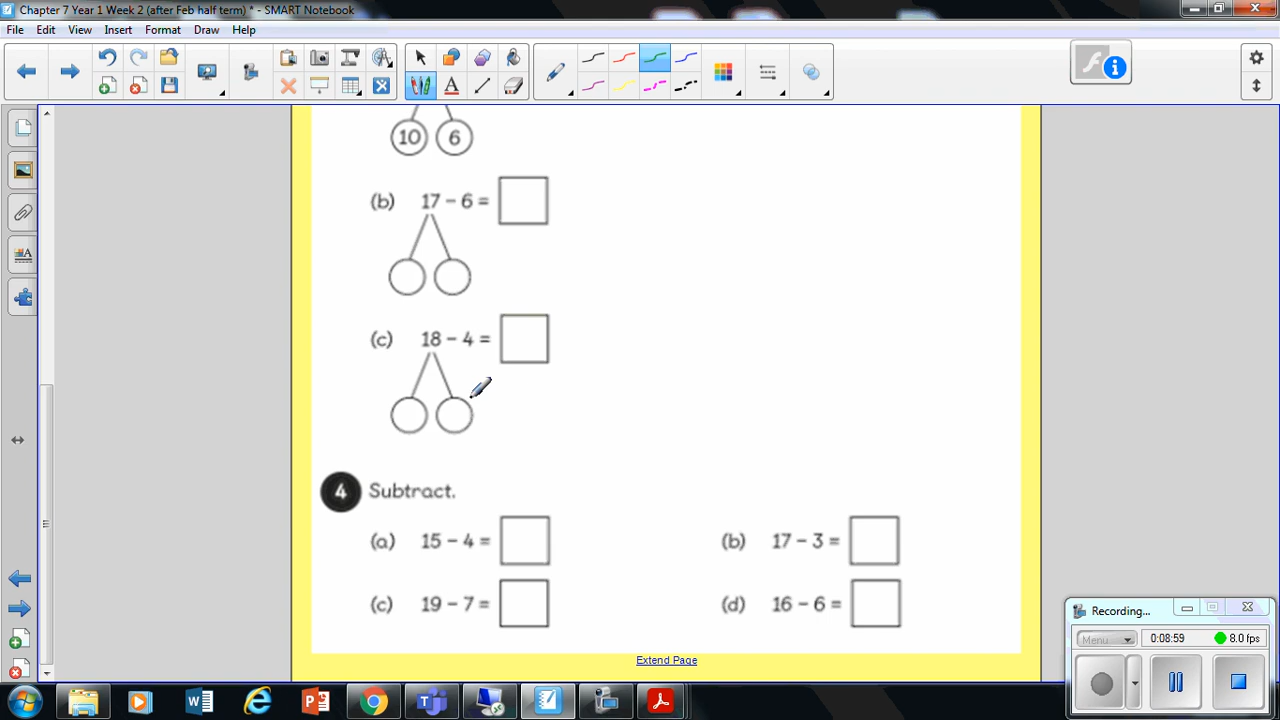 Chapter 7 Year 1 Week 2 (after Feb half term) * - SMART Notebook
File Edit View Insert Format Draw Help
10 6
(b) 17 - 6 =
(c) 18 - 4 =
4 Subtract.
(a) 15 - 4 =
(b) 17 - 3 =
(c) 19 - 7 =
(d) 16 - 6 =
Extend Page
Recording...
Menu 0:08:59 8.0 fps